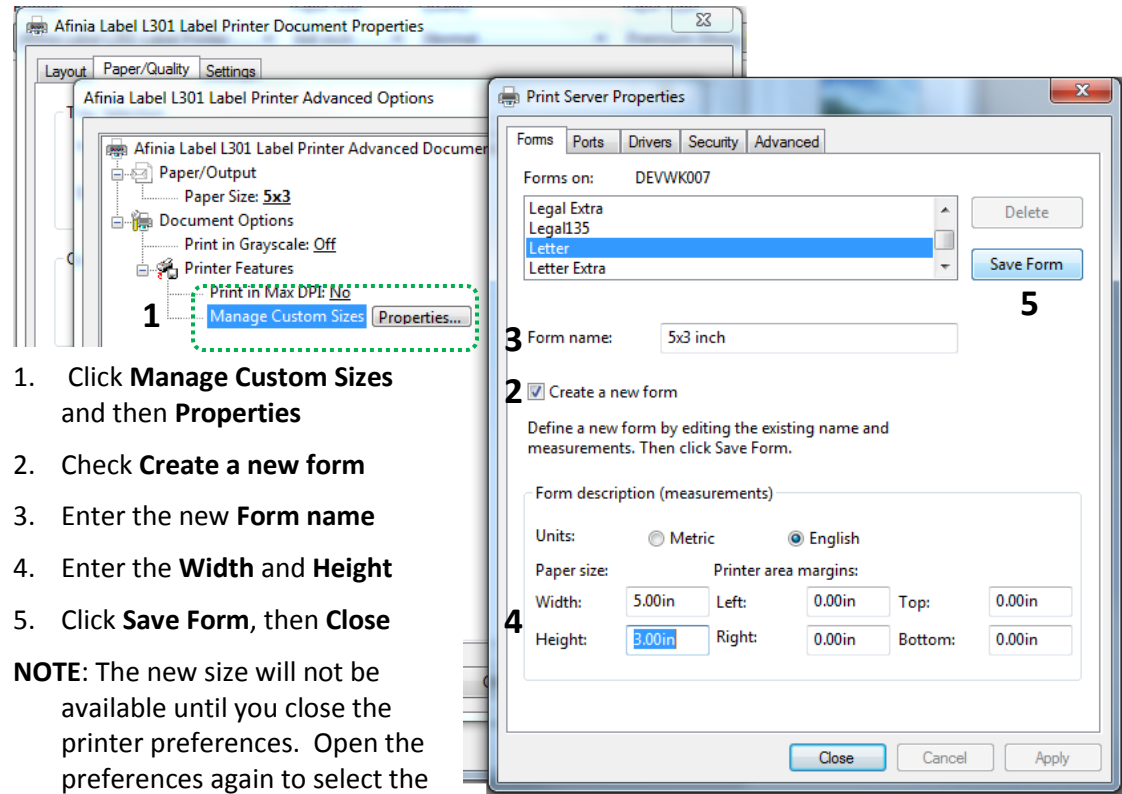 Afinia Label L301 Label Printer Document Properties
Layout Paper/Quality Settings
Afinia Label L301 Label Printer Advanced Options
Afinia Label L301 Label Printer Advanced Documen
Paper/Output
Paper Size: 5x3
Document Options
Print in Grayscale: Off
Printer Features
Print in Max DPI: No
1 Manage Custom Sizes Properties...
1. Click Manage Custom Sizes
and then Properties
2. Check Create a new form
3. Enter the new Form name
4. Enter the Width and Height
5. Click Save Form, then Close
NOTE: The new size will not be
available until you close the
printer preferences. Open the
preferences again to select the
Print Server Properties
Forms Ports Drivers Security Advanced
Forms on: DEVWK007
Legal Extra
Legal135
Letter
Letter Extra
Delete
Save Form
5
3 Form name: 5x3 inch
2 Create a new form
Define a new form by editing the existing name and
measurements. Then click Save Form.
Form description (measurements)
Units: Metric English
Paper size: Printer area margins:
Width: 5.00in Left: 0.00in Top: 0.00in
4
Height: 3.00in Right: 0.00in Bottom: 0.00in
Close Cancel Apply